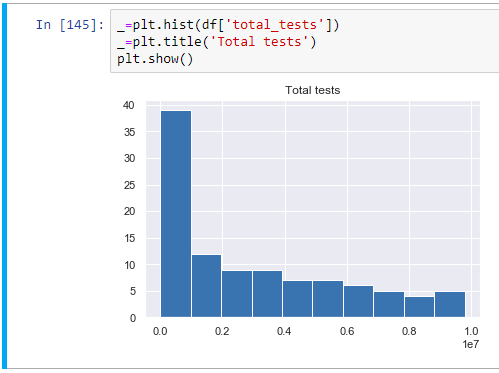 In [145]: _=plt.hist(df['total_tests'])
_=plt.title('Total tests')
plt.show()
Total tests
40
35
30
25
20
15
10
5
0
0.0 0.2 0.4 0.6 0.8 1.0
1e7